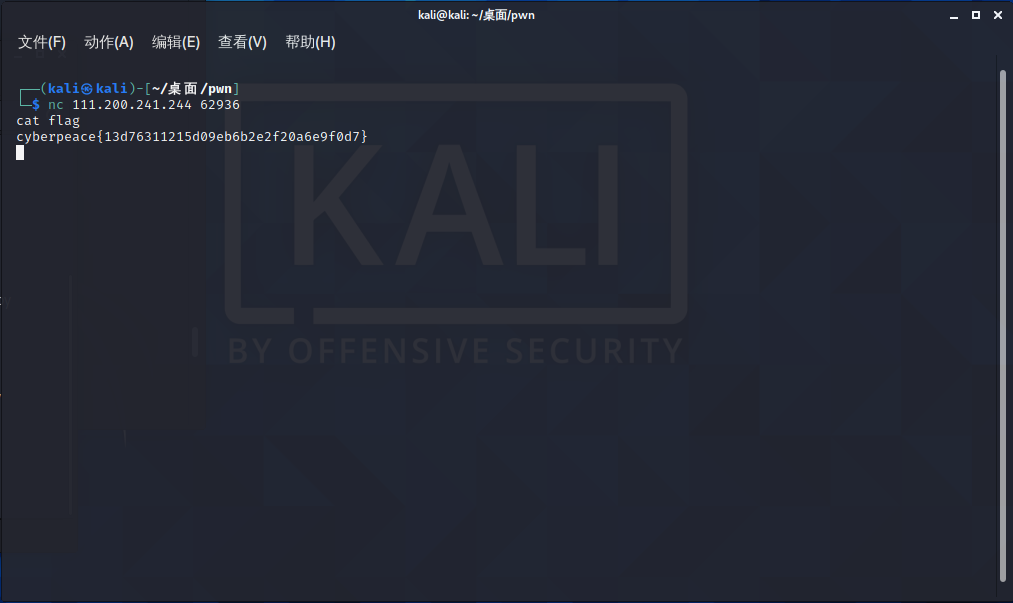 kali@kali: ~/桌面/pwn
文件(F) 动作(A) 编辑(E) 查看(V) 帮助(H)
┌──(kali㉿kali)-[~/桌面/pwn]
└─$ nc 111.200.241.244 62936
cat flag
cyberpeace{13d76311215d09eb6b2e2f20a6e9f0d7}
KALI
BY OFFENSIVE SECURITY